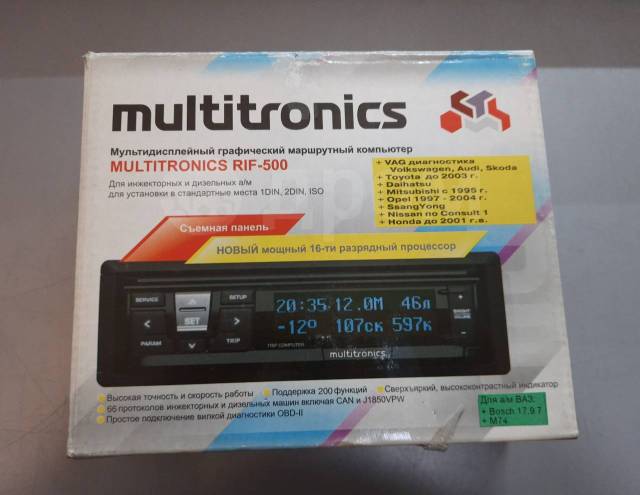 multitronics
Мультидисплейный графический маршрутный компьютер
MULTITRONICS RIF-500
Для инжекторных и дизельных а/м
для установки в стандартные места 1DIN, 2DIN, ISO
+ VAG диагностика
Volkswagen, Audi, Skoda
+ Toyota до 2003 г.
+ Daihatsu
+ Mitsubishi с 1995 г.
+ Opel 1997 - 2004 г.
+ SsangYong
+ Nissan по Consult 1
+ Honda до 2001 г.в.
Съемная панель
НОВЫЙ мощный 16-ти разрядный процессор
SERVICE
SETUP
SET
PARAM
TRIP
TRIP COMPUTER
20:35 12.0М 46л
-12° 107ск 597к
multitronics
Высокая точность и скорость работы
Поддержка 200 функций
Сверхъяркий, высококонтрастный индикатор
66 протоколов инжекторных и дизельных машин включая CAN и J1850VPW
Простое подключение вилкой диагностики OBD-II
Для а/м ВАЗ:
+ Bosch 17.9.7
+ M74